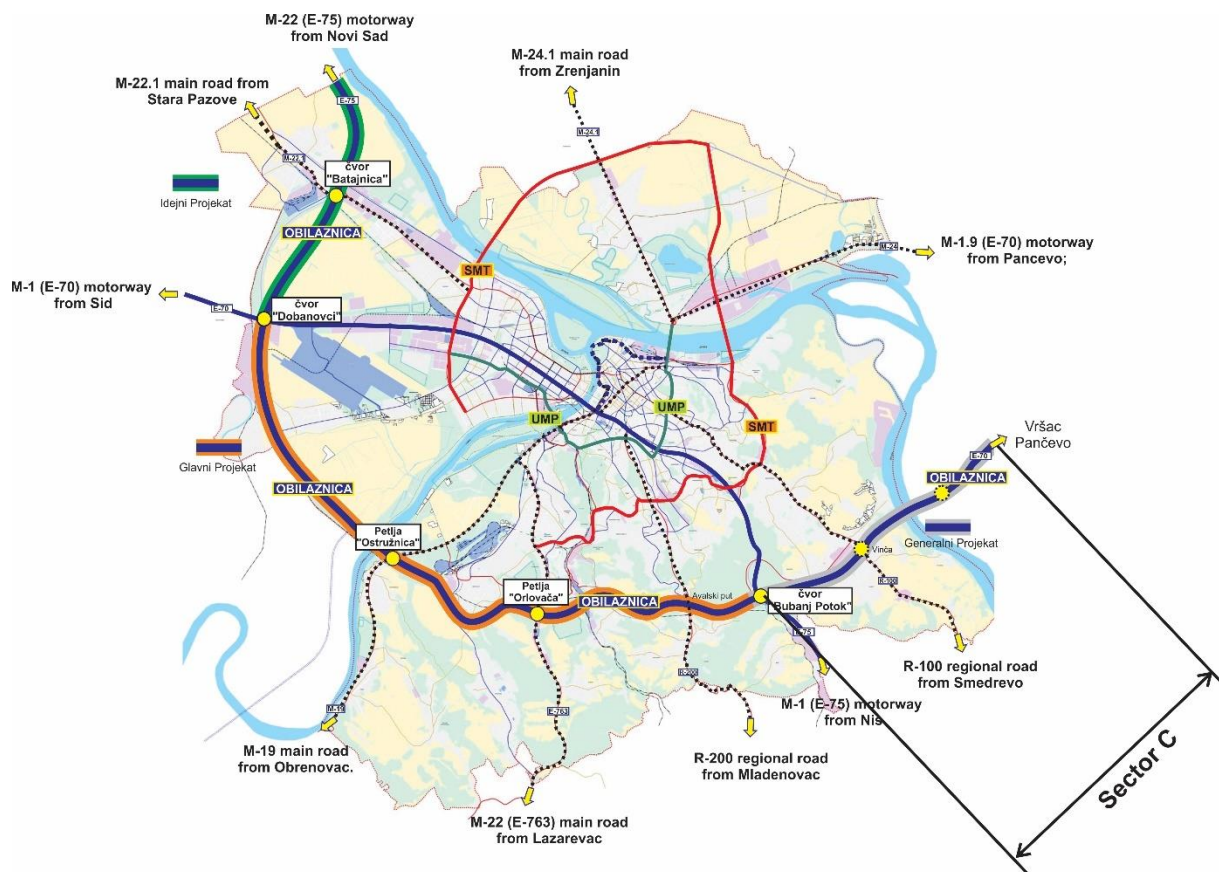 M-22 (E-75) motorway
from Novi Sad
M-24.1 main road
from Zrenjanin
M-22.1 main road from
Stara Pazove
E-75
M-24.1
M-22.1
čvor
"Batajnica"
Idejni Projekat
OBILAZNICA
M-24
M-1.9 (E-70) motorway
from Pancevo;
SMT
M-1 (E-70) motorway
from Sid
E-70
čvor
"Dobanovci"
UMP
UMP
SMT
Vršac
Pančevo
E-70
OBILAZNICA
Glavni Projekat
OBILAZNICA
Generalni Projekat
Petlja
"Ostružnica"
Vinča
R-100
Petlja
"Orlovača"
OBILAZNICA
Avalski put
čvor
"Bubanj Potok"
E-75
R-200
R-100 regional road
from Smedrevo
M-19
E-763
M-1 (E-75) motorway
from Nis
M-19 main road
from Obrenovac.
R-200 regional road
from Mladenovac
Sector C
M-22 (E-763) main road
from Lazarevac